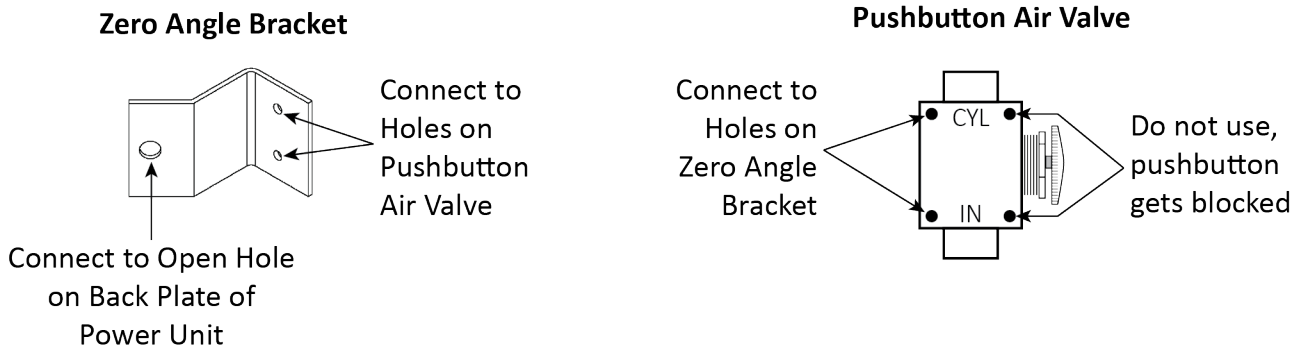 Zero Angle Bracket
Connect to
Holes on
Pushbutton
Air Valve
Connect to Open Hole
on Back Plate of
Power Unit
Pushbutton Air Valve
Connect to
Holes on
Zero Angle
Bracket
CYL
IN
Do not use,
pushbutton
gets blocked